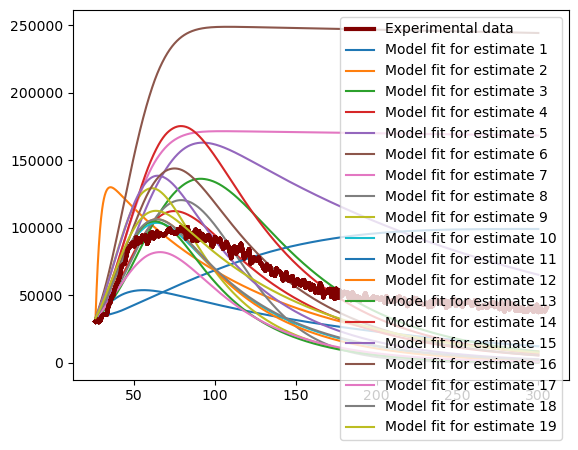 250000
200000
150000
100000
50000
0
50
100
150
200
250
300
Experimental data
Model fit for estimate 1
Model fit for estimate 2
Model fit for estimate 3
Model fit for estimate 4
Model fit for estimate 5
Model fit for estimate 6
Model fit for estimate 7
Model fit for estimate 8
Model fit for estimate 9
Model fit for estimate 10
Model fit for estimate 11
Model fit for estimate 12
Model fit for estimate 13
Model fit for estimate 14
Model fit for estimate 15
Model fit for estimate 16
Model fit for estimate 17
Model fit for estimate 18
Model fit for estimate 19